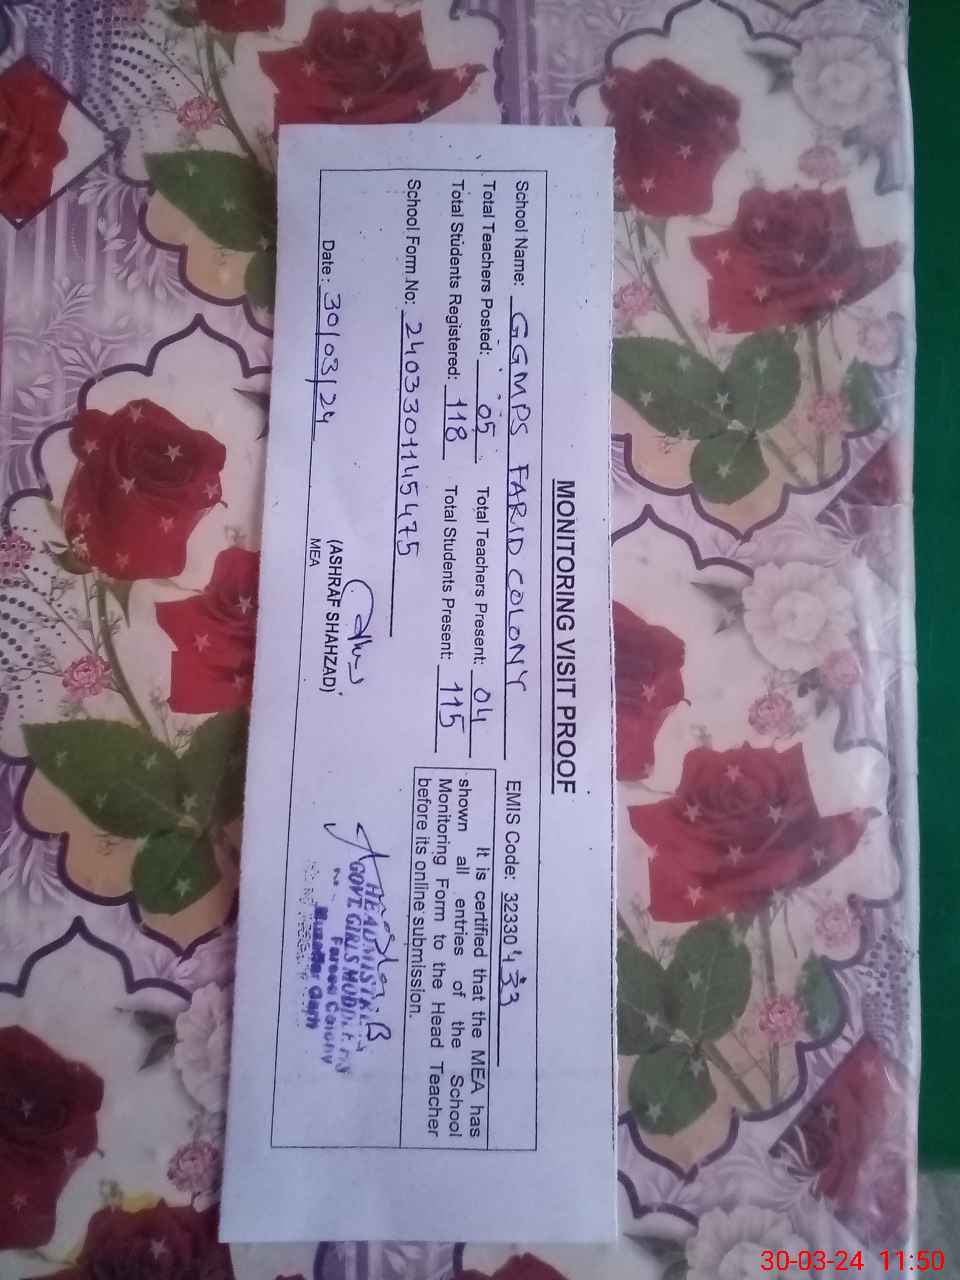 MONITORING VISIT PROOF
School Name: GGMPS FARID COLONY EMIS Code: 32330433
Total Teachers Posted: 05 Total Teachers Present: 04
Total Students Registered: 118 Total Students Present: 115
School Form No: 2403301145475
It is certified that the MEA has
shown all entries of the School
Monitoring Form to the Head Teacher
before its online submission.
Date: 30/03/24
(ASHRAF SHAHZAD)
MEA
HEADMISTRESS
GOVT. GIRLS MODEL P/S
Colony
Muzaffar Garh
30-03-24 11:50